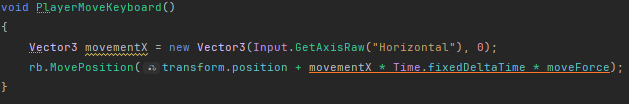 void PlayerMoveKeyboard()
{
Vector3 movementX = new Vector3(Input.GetAxisRaw("Horizontal"), 0);
rb.MovePosition(transform.position + movementX * Time.fixedDeltaTime * moveForce);
}